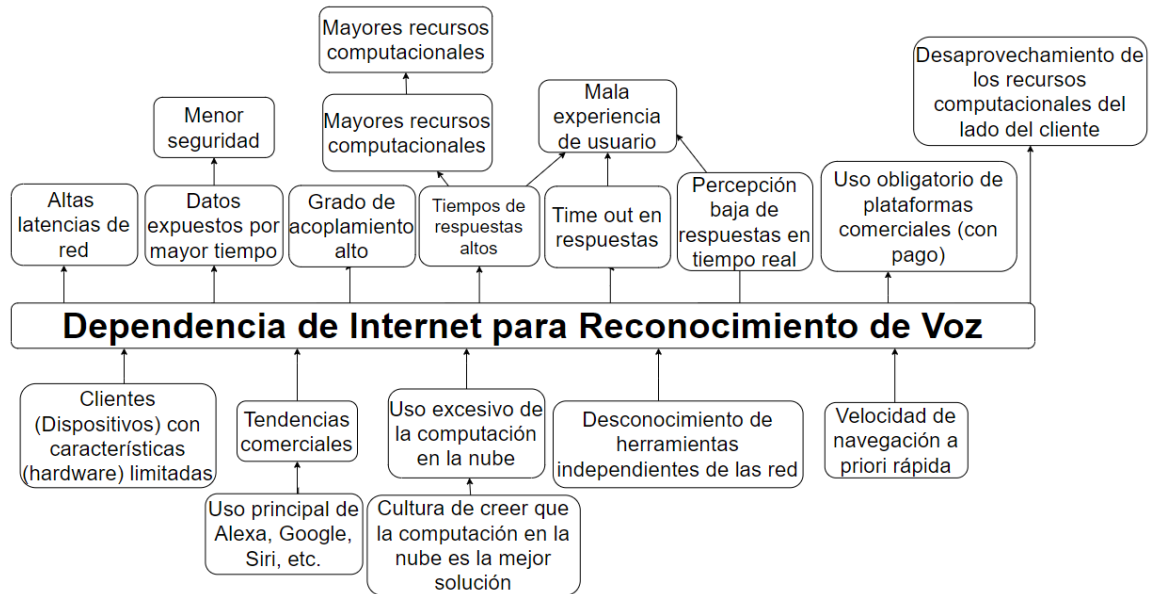 Mayores recursos
computacionales
Desaprovechamiento de
los recursos
computacionales del
lado del cliente
Menor
seguridad
Mayores recursos
computacionales
Mala
experiencia
de usuario
Altas
latencias de
red
Datos
expuestos por
mayor tiempo
Grado de
acoplamiento
alto
Tiempos de
respuestas
altos
Time out en
respuestas
Percepción
baja de
respuestas en
tiempo real
Uso obligatorio de
plataformas
comerciales (con
pago)
Dependencia de Internet para Reconocimiento de Voz
Clientes
(Dispositivos) con
características
(hardware) limitadas
Tendencias
comerciales
Uso excesivo de
la computación
en la nube
Desconocimiento de
herramientas
independientes de las red
Velocidad de
navegación a
priori rápida
Uso principal de
Alexa, Google,
Siri, etc.
Cultura de creer que
la computación en la
nube es la mejor
solución